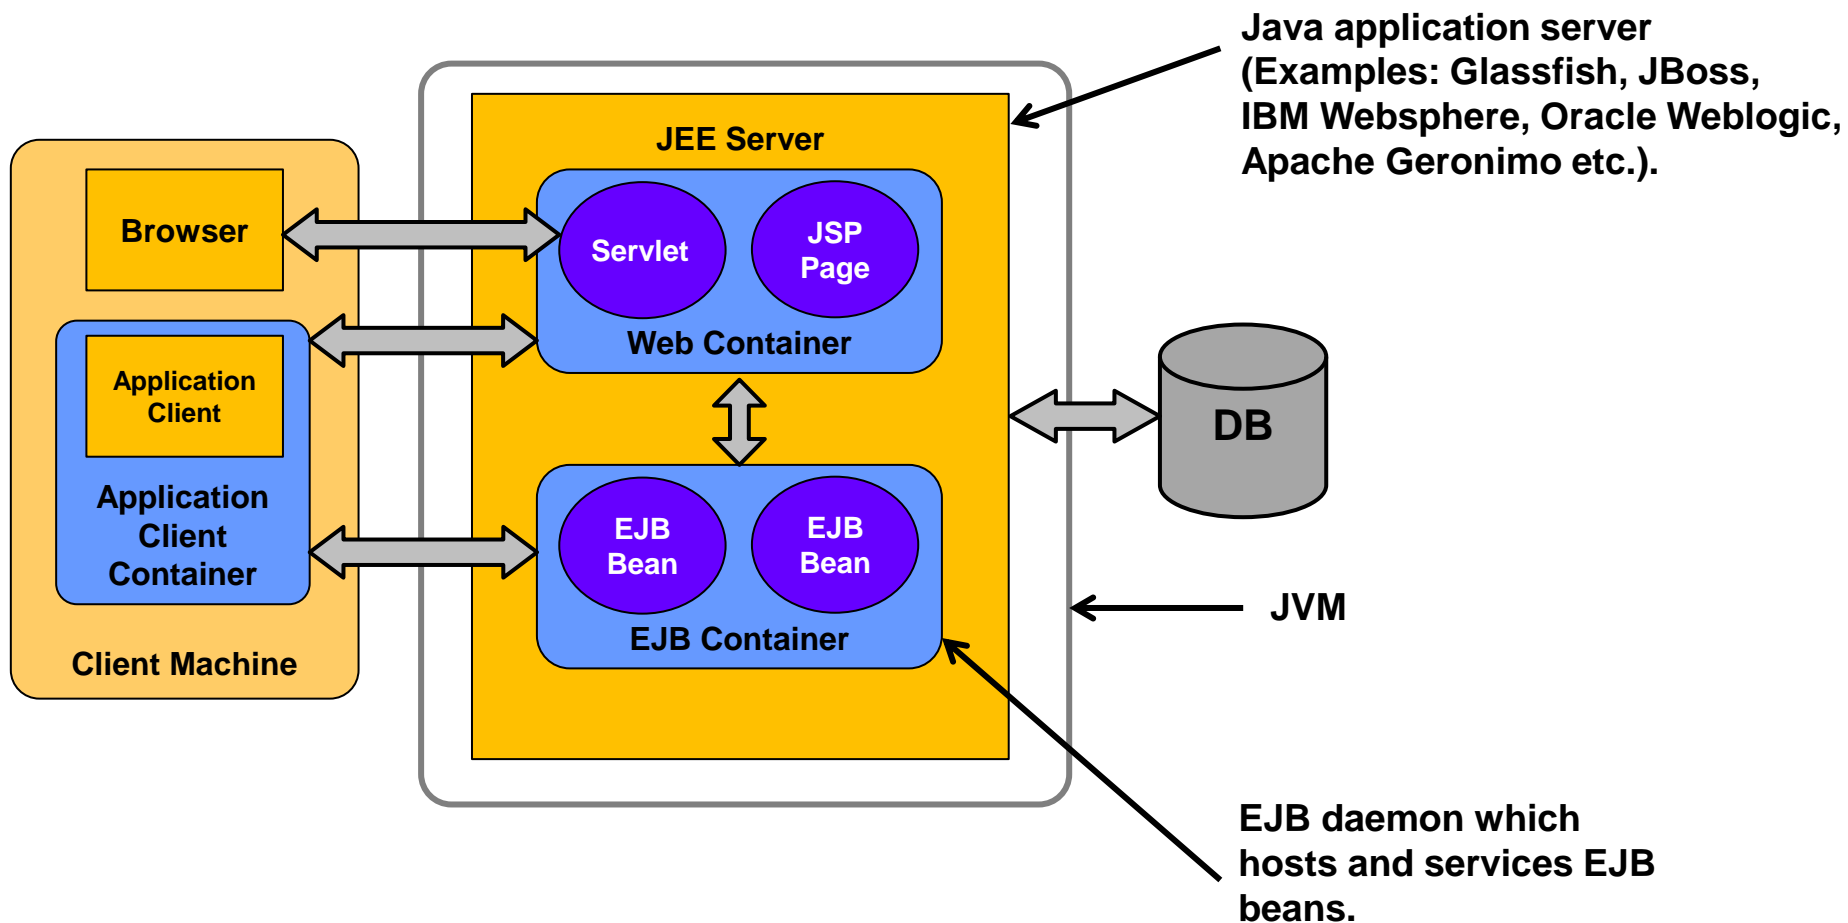 Java application server
(Examples: Glassfish, JBoss,
IBM Websphere, Oracle Weblogic,
Apache Geronimo etc.).
JEE Server
Browser
Servlet
JSP
Page
Web Container
Application
Client
Application
Client
Container
Client Machine
EJB
Bean
EJB
Bean
EJB Container
DB
JVM
EJB daemon which
hosts and services EJB
beans.